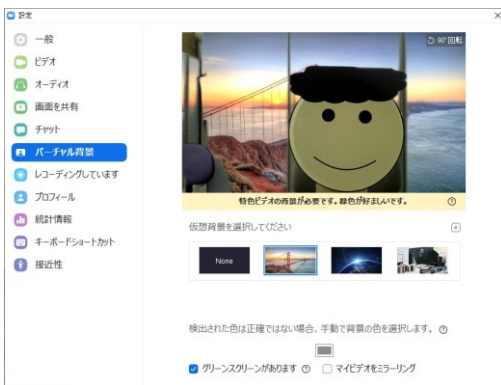 設定
一般
ビデオ
オーディオ
画面を共有
チャット
バーチャル背景
レコーディングしています
プロフィール
統計情報
キーボードショートカット
接近性
90°回転
特色ビデオの背景が必要です。緑色が好ましいです。
仮想背景を選択してください
None
検出された色は正確ではない場合、手動で背景の色を選択します。
グリーンスクリーンがあります
マイビデオをミラーリング